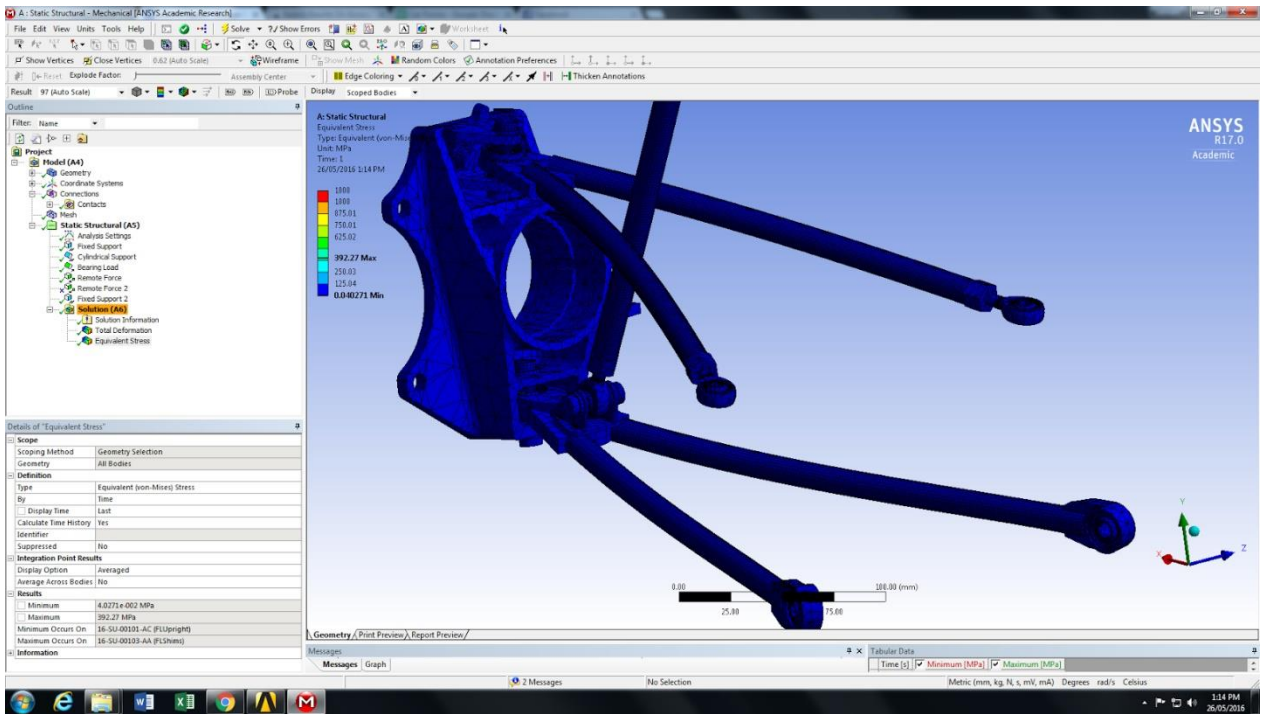 A : Static Structural - Mechanical [ANSYS Academic Research]
File Edit View Units Tools Help Solve ?/ Show Errors Worksheet
Show Vertices Close Vertices 0.62 (Auto Scale) Wireframe Show Mesh Random Colors Annotation Preferences
Reset Explode Factor: Assembly Center Edge Coloring Thicken Annotations
Result 97 (Auto Scale) Probe Display Scoped Bodies
Outline
Filter: Name
Project
Model (A4)
Geometry
Coordinate Systems
Connections
Contacts
Mesh
Static Structural (A5)
Analysis Settings
Fixed Support
Cylindrical Support
Bearing Load
Remote Force
Remote Force 2
Fixed Support 2
Solution (A6)
Solution Information
Total Deformation
Equivalent Stress
Details of "Equivalent Stress"
Scope
Scoping Method Geometry Selection
Geometry All Bodies
Definition
Type Equivalent (von-Mises) Stress
By Time
Display Time Last
Calculate Time History Yes
Identifier
Suppressed No
Integration Point Results
Display Option Averaged
Average Across Bodies No
Results
Minimum 4.0271e-002 MPa
Maximum 392.27 MPa
Minimum Occurs On 16-SU-00101-AC (FLUpright)
Maximum Occurs On 16-SU-00103-AA (FLShims)
Information
A: Static Structural
Equivalent Stress
Type: Equivalent (von-Mis
Unit: MPa
Time: 1
26/05/2016 1:14 PM
1000
1000
875.01
750.01
625.02
392.27 Max
250.03
125.04
0.040271 Min
ANSYS
R17.0
Academic
Y
X
Z
0.00
100.00 (mm)
25.00
75.00
Geometry Print Preview Report Preview
Messages
Messages Graph
Tabular Data
Time [s] Minimum [MPa] Maximum [MPa]
2 Messages No Selection Metric (mm, kg, N, s, mV, mA) Degrees rad/s Celsius
1:14 PM
26/05/2016